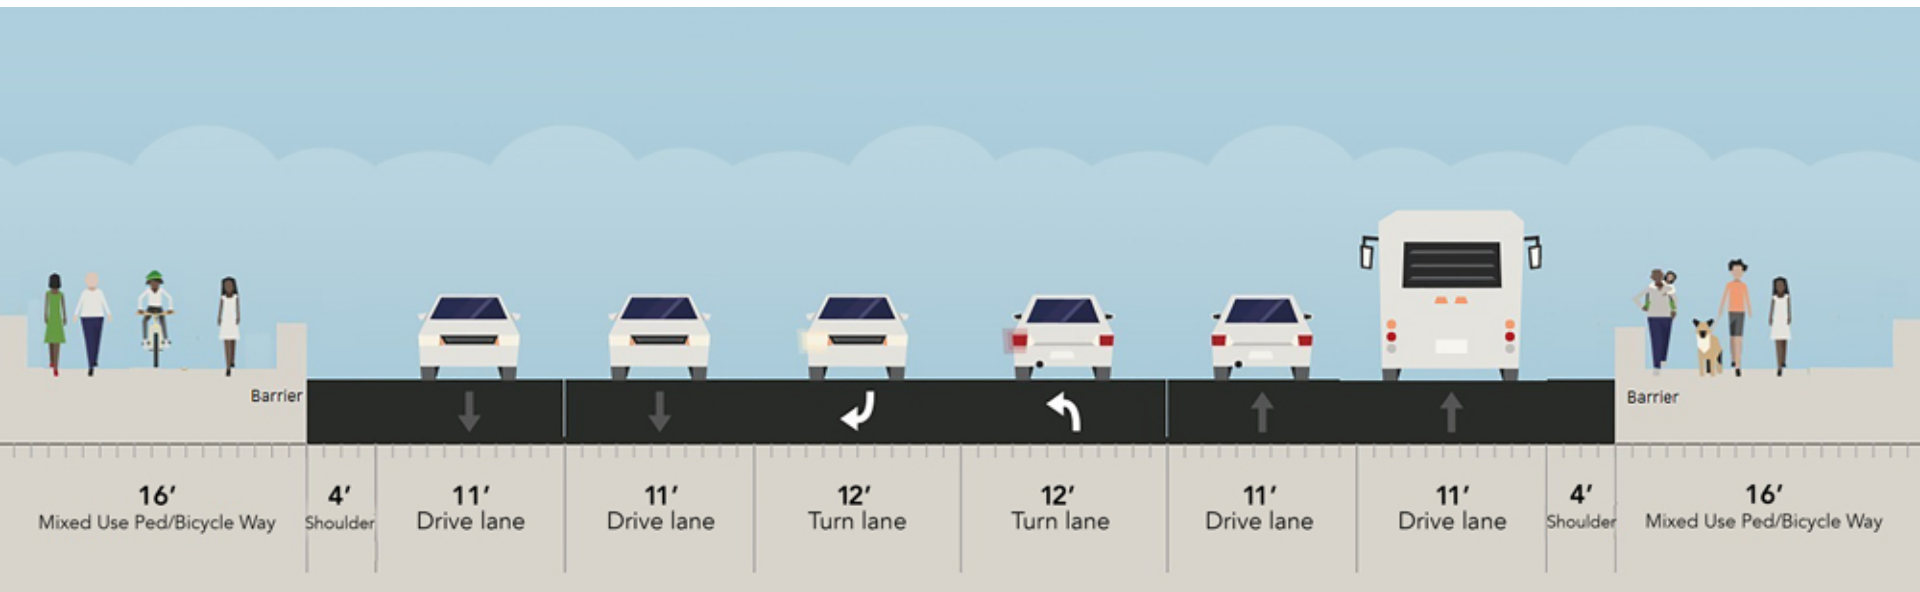 Barrier
Barrier
16’
4’
11’
11’
12’
12’
11’
11’
4’
16’
Mixed Use Ped/Bicycle Way
Shoulder
Drive lane
Drive lane
Turn lane
Turn lane
Drive lane
Drive lane
Shoulder
Mixed Use Ped/Bicycle Way